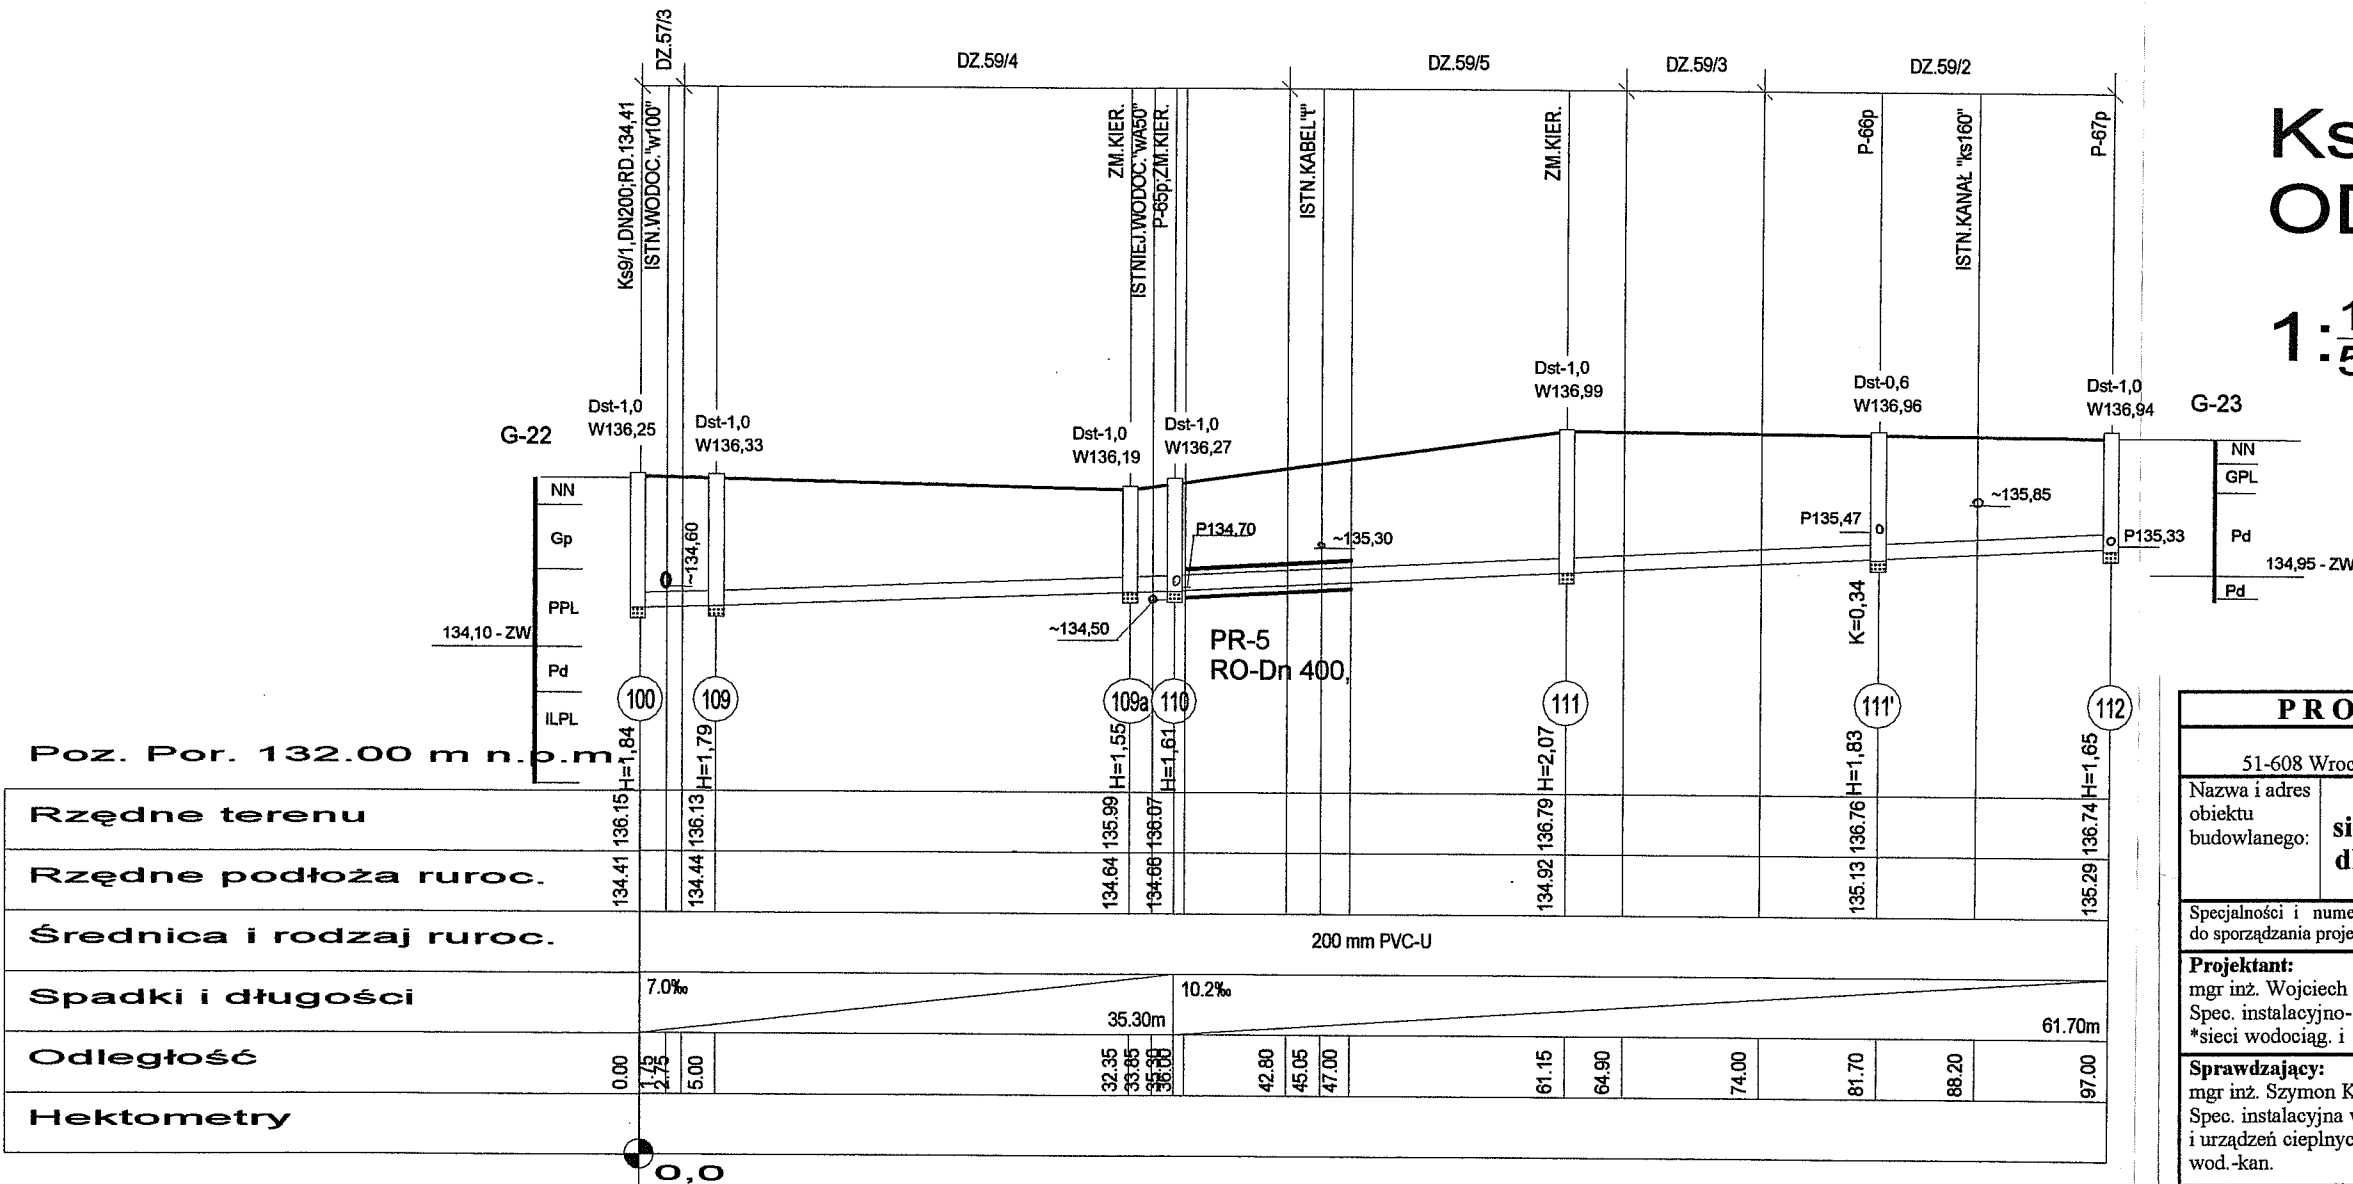 DZ.57/3
DZ.59/4
DZ.59/5
DZ.59/3
DZ.59/2
Ks9/1,DN200;RD.134,41
ISTN.WODOC."w100"
ZM.KIER.
ISTNIEJ.WODOC."wA50"
P-65p;ZM.KIER.
ISTN.KABEL"t"
ZM.KIER.
P-66p
ISTN.KANAŁ "ks160"
P-67p
Ks
1:
G-22
Dst-1,0
W136,25
Dst-1,0
W136,33
Dst-1,0
W136,19
Dst-1,0
W136,27
Dst-1,0
W136,99
Dst-0,6
W136,96
Dst-1,0
W136,94
G-23
NN
Gp
PPL
134,10 - ZW
Pd
ILPL
~134,60
~134,50
P134,70
~135,30
PR-5
RO-Dn 400,
P135,47
~135,85
P135,33
K=0,34
NN
GPL
Pd
134,95 - ZW
Pd
100
109
109a
110
111
111'
112
H=1,84
H=1,79
H=1,55
H=1,61
H=2,07
H=1,83
H=1,65
Poz. Por. 132.00 m n.p.m.
Rzędne terenu
136.15
136.13
135.99
136.07
136.79
136.76
136.74
Rzędne podłoża ruroc.
134.41
134.44
134.64
134.66
134.92
135.13
135.29
Średnica i rodzaj ruroc.
200 mm PVC-U
Spadki i długości
7.0‰
35.30m
10.2‰
61.70m
Odległość
0.00
1.75
2.75
5.00
32.35
33.85
35.30
36.00
42.80
45.05
47.00
61.15
64.90
74.00
81.70
88.20
97.00
Hektometry
0,0
PRO
51-608 Wroc
Nazwa i adres
obiektu
budowlanego:
si
d
Specjalności i nume
do sporządzania proje
Projektant:
mgr inż. Wojciech
Spec. instalacyjno-
*sieci wodociąg. i
Sprawdzający:
mgr inż. Szymon K
Spec. instalacyjna w
i urządzeń cieplnyc
wod.-kan.